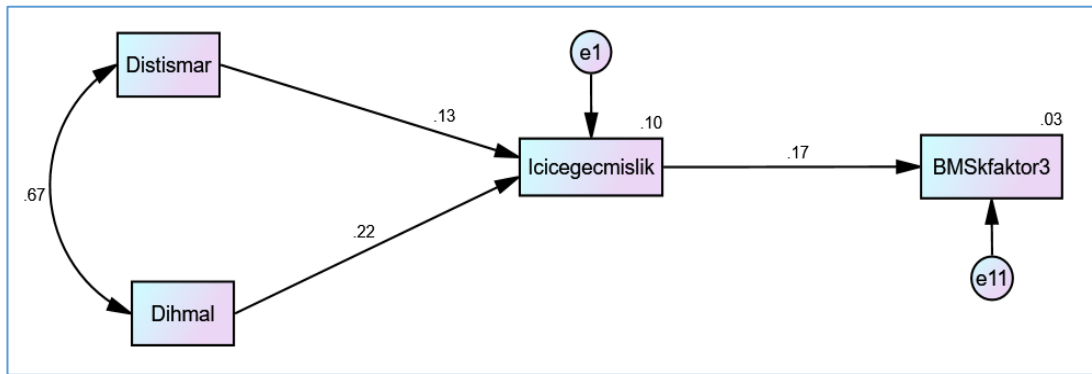 Distismar
e1
.13
.10
.03
Icicegecmislik
.17
BMSkfaktor3
.67
.22
Dihmal
e11